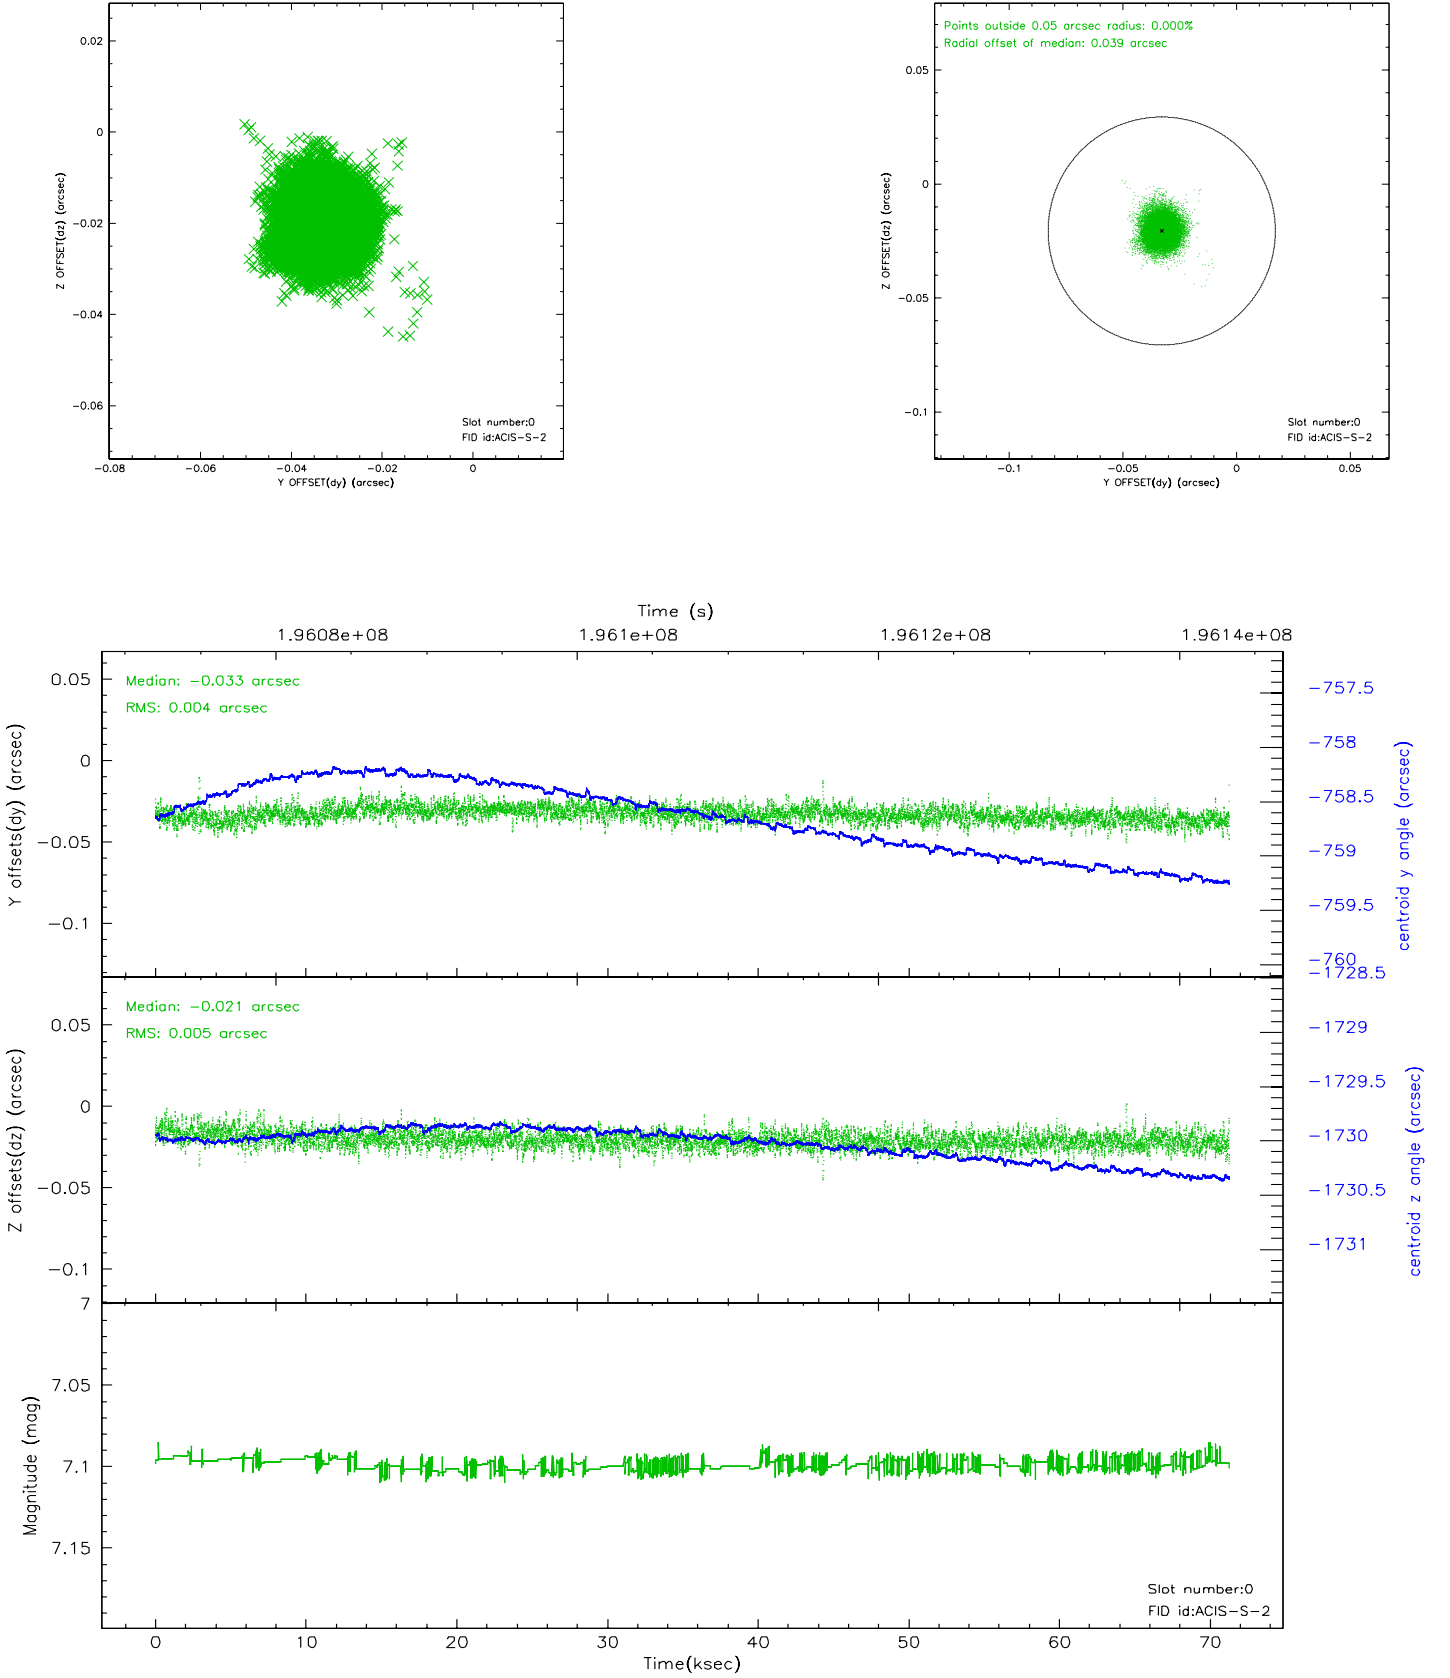 0.02
0
−0.02
−0.04
−0.06
Z OFFSET(dz) (arcsec)
−0.08
−0.06
−0.04
−0.02
0
Y OFFSET(dy) (arcsec)
Slot number:0
FID id:ACIS−S−2
Points outside 0.05 arcsec radius: 0.000%
Radial offset of median: 0.039 arcsec
0.05
0
−0.05
−0.1
Z OFFSET(dz) (arcsec)
−0.1
−0.05
0
0.05
Y OFFSET(dy) (arcsec)
Slot number:0
FID id:ACIS−S−2
Time (s)
1.9608e+08
1.961e+08
1.9612e+08
1.9614e+08
Median: −0.033 arcsec
RMS: 0.004 arcsec
0.05
0
−0.05
−0.1
Y offsets(dy) (arcsec)
−757.5
−758
−758.5
−759
−759.5
−760
centroid y angle (arcsec)
Median: −0.021 arcsec
RMS: 0.005 arcsec
0.05
0
−0.05
−0.1
Z offsets(dz) (arcsec)
−1728.5
−1729
−1729.5
−1730
−1730.5
−1731
centroid z angle (arcsec)
7
7.05
7.1
7.15
Magnitude (mag)
Slot number:0
FID id:ACIS−S−2
0
10
20
30
40
50
60
70
Time(ksec)